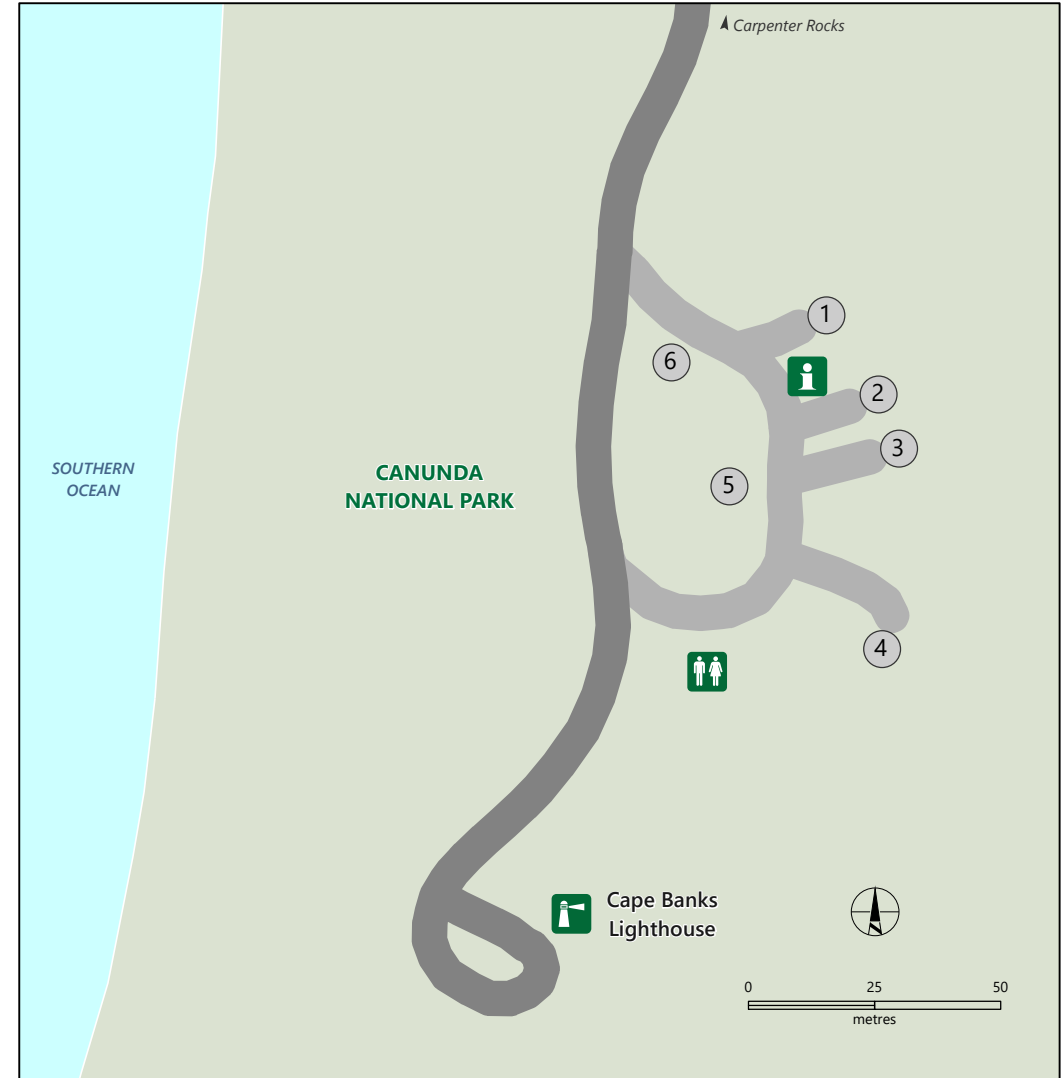 Carpenter Rocks
1
6
2
3
SOUTHERN
OCEAN
CANUNDA
NATIONAL PARK
5
4
Cape Banks
Lighthouse
0 25 50
metres